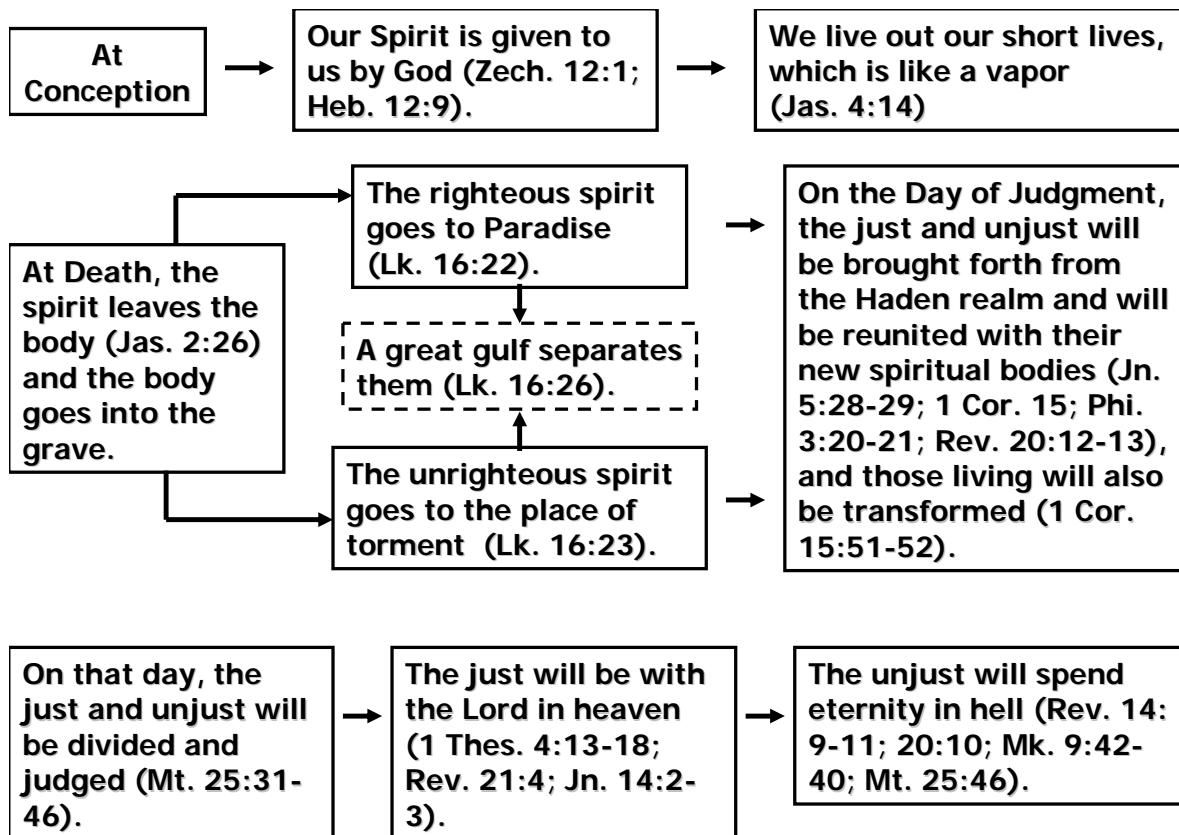 At
Conception
Our Spirit is given to
us by God (Zech. 12:1;
Heb. 12:9).
We live out our short lives,
which is like a vapor
(Jas. 4:14)
At Death, the
spirit leaves the
body (Jas. 2:26)
and the body
goes into the
grave.
The righteous spirit
goes to Paradise
(Lk. 16:22).
A great gulf separates
them (Lk. 16:26).
The unrighteous spirit
goes to the place of
torment (Lk. 16:23).
On the Day of Judgment,
the just and unjust will
be brought forth from
the Haden realm and will
be reunited with their
new spiritual bodies (Jn.
5:28-29; 1 Cor. 15; Phi.
3:20-21; Rev. 20:12-13),
and those living will also
be transformed (1 Cor.
15:51-52).
On that day, the
just and unjust will
be divided and
judged (Mt. 25:31-
46).
The just will be with
the Lord in heaven
(1 Thes. 4:13-18;
Rev. 21:4; Jn. 14:2-
3).
The unjust will spend
eternity in hell (Rev. 14:
9-11; 20:10; Mk. 9:42-
40; Mt. 25:46).